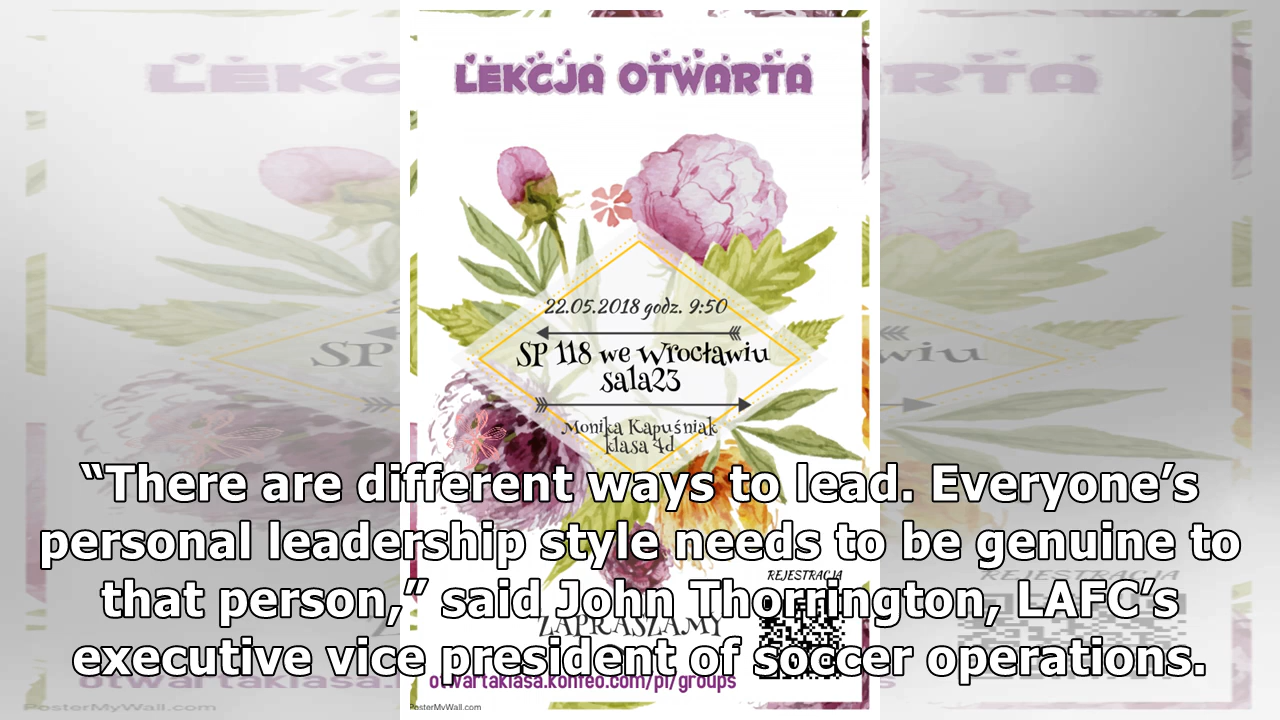 LEKCJA OTWARTA
22.05.2018 godz. 9:50
SP 118 we Wrocławiu
sala23
Monika Kapuśniak
klasa 4d
“There are different ways to lead. Everyone’s
personal leadership style needs to be genuine to
that person,” said John Thorrington, LAFC’s
executive vice president of soccer operations.
REJESTRACJA
ZAPRASZAMY
otwartaklasa.konfeo.com/pl/groups
PosterMyWall.com